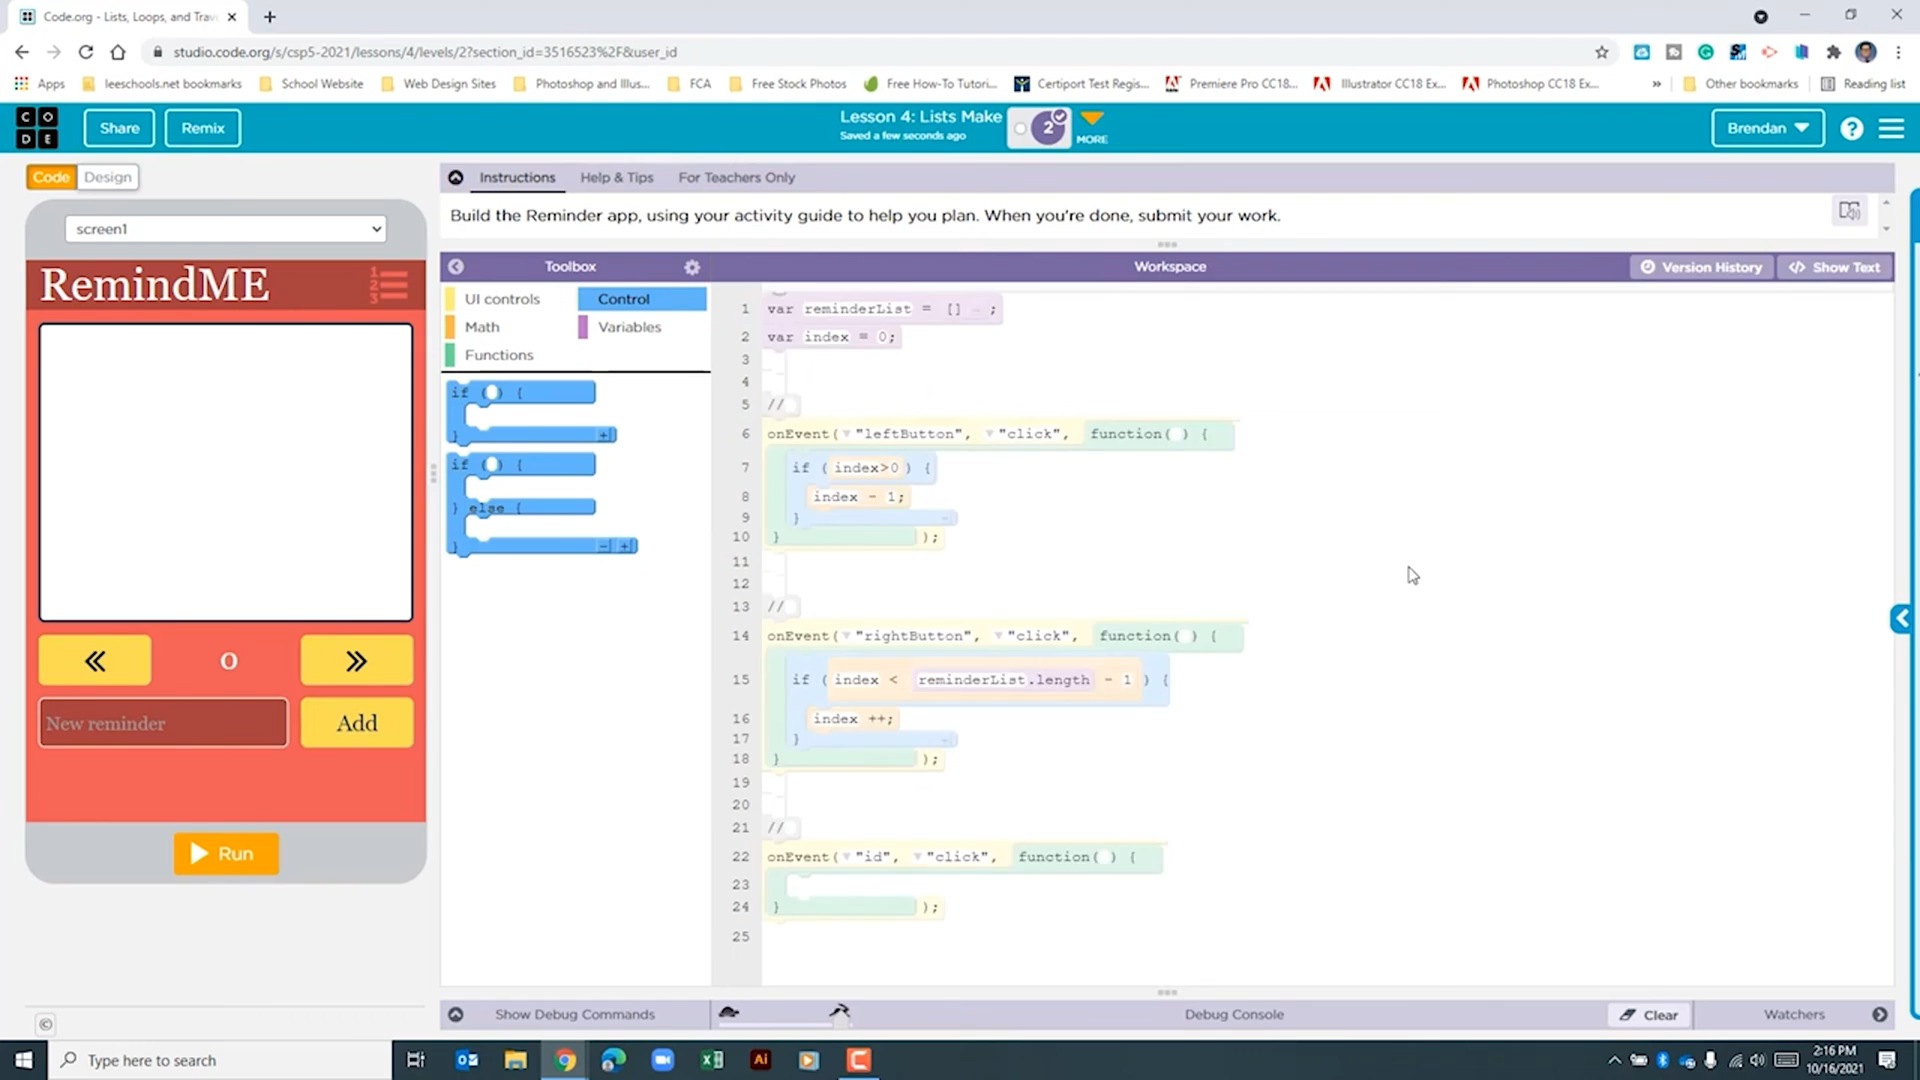 Code.org - Lists, Loops, and Trav
studio.code.org/s/csp5-2021/lessons/4/levels/2?section_id=3516523%2F&user_id
Apps
leeschools.net bookmarks
School Website
Web Design Sites
Photoshop and Illus...
FCA
Free Stock Photos
Free How-To Tutori...
Certiport Test Regis...
Premiere Pro CC18...
Illustrator CC18 Ex...
Photoshop CC18 Ex...
»
Other bookmarks
Reading list
CO
DE
Share
Remix
Lesson 4: Lists Make
Saved a few seconds ago
2
MORE
Brendan
?
Code
Design
Instructions
Help & Tips
For Teachers Only
Build the Reminder app, using your activity guide to help you plan. When you're done, submit your work.
screen1
RemindME
1
2
3
«
0
»
New reminder
Add
Run
©
Toolbox
Workspace
Version History
</> Show Text
UI controls
Control
Math
Variables
Functions
if ( ) {
}
+
if ( ) {
} else {
}
- +
1 var reminderList = [] - ;
2 var index = 0;
3
4
5 //
6 onEvent( "leftButton", "click", function( ) {
7 if ( index>0 ) {
8 index - 1;
9 } -
10 } );
11
12
13 //
14 onEvent( "rightButton", "click", function( ) {
15 if ( index < reminderList.length - 1 ) {
16 index ++;
17 } -
18 } );
19
20
21 //
22 onEvent( "id", "click", function( ) {
23
24 } );
25
Show Debug Commands
Debug Console
Clear
Watchers
Type here to search
Ai
2:16 PM
10/16/2021